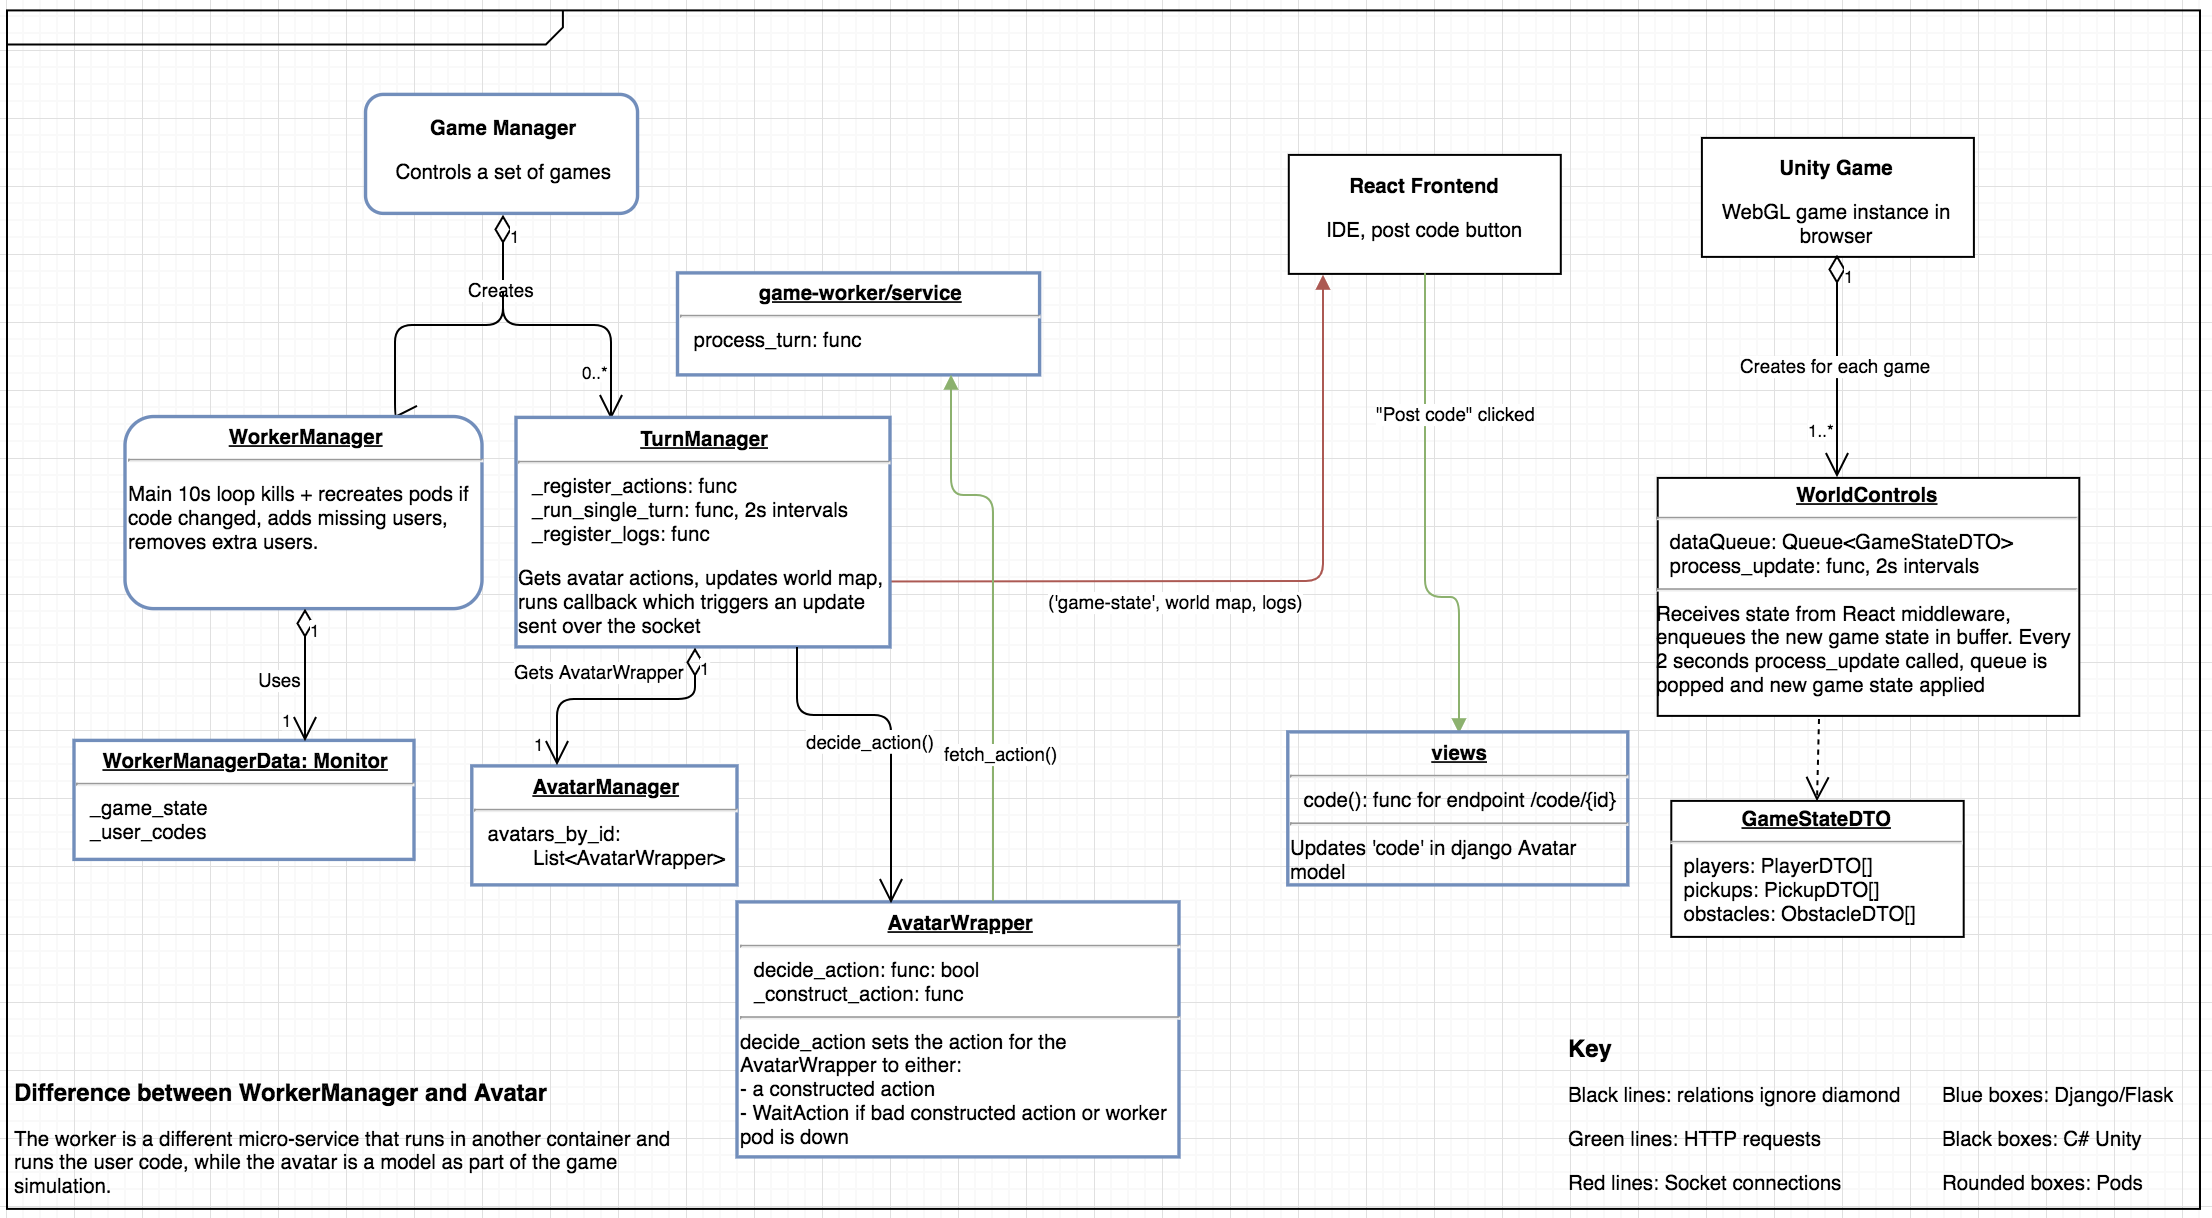 Game Manager
Controls a set of games
1
Creates
0..*
game-worker/service
process_turn: func
WorkerManager
Main 10s loop kills + recreates pods if
code changed, adds missing users,
removes extra users.
1
Uses
1
WorkerManagerData: Monitor
_game_state
_user_codes
TurnManager
_register_actions: func
_run_single_turn: func, 2s intervals
_register_logs: func
Gets avatar actions, updates world map,
runs callback which triggers an update
sent over the socket
Gets AvatarWrapper
1
1
AvatarManager
avatars_by_id:
List<AvatarWrapper>
decide_action()
fetch_action()
AvatarWrapper
decide_action: func: bool
_construct_action: func
decide_action sets the action for the
AvatarWrapper to either:
- a constructed action
- WaitAction if bad constructed action or worker
pod is down
('game-state', world map, logs)
React Frontend
IDE, post code button
"Post code" clicked
views
code(): func for endpoint /code/{id}
Updates 'code' in django Avatar
model
Unity Game
WebGL game instance in
browser
1
Creates for each game
1..*
WorldControls
dataQueue: Queue<GameStateDTO>
process_update: func, 2s intervals
Receives state from React middleware,
enqueues the new game state in buffer. Every
2 seconds process_update called, queue is
popped and new game state applied
GameStateDTO
players: PlayerDTO[]
pickups: PickupDTO[]
obstacles: ObstacleDTO[]
Difference between WorkerManager and Avatar
The worker is a different micro-service that runs in another container and
runs the user code, while the avatar is a model as part of the game
simulation.
Key
Black lines: relations ignore diamond
Green lines: HTTP requests
Red lines: Socket connections
Blue boxes: Django/Flask
Black boxes: C# Unity
Rounded boxes: Pods